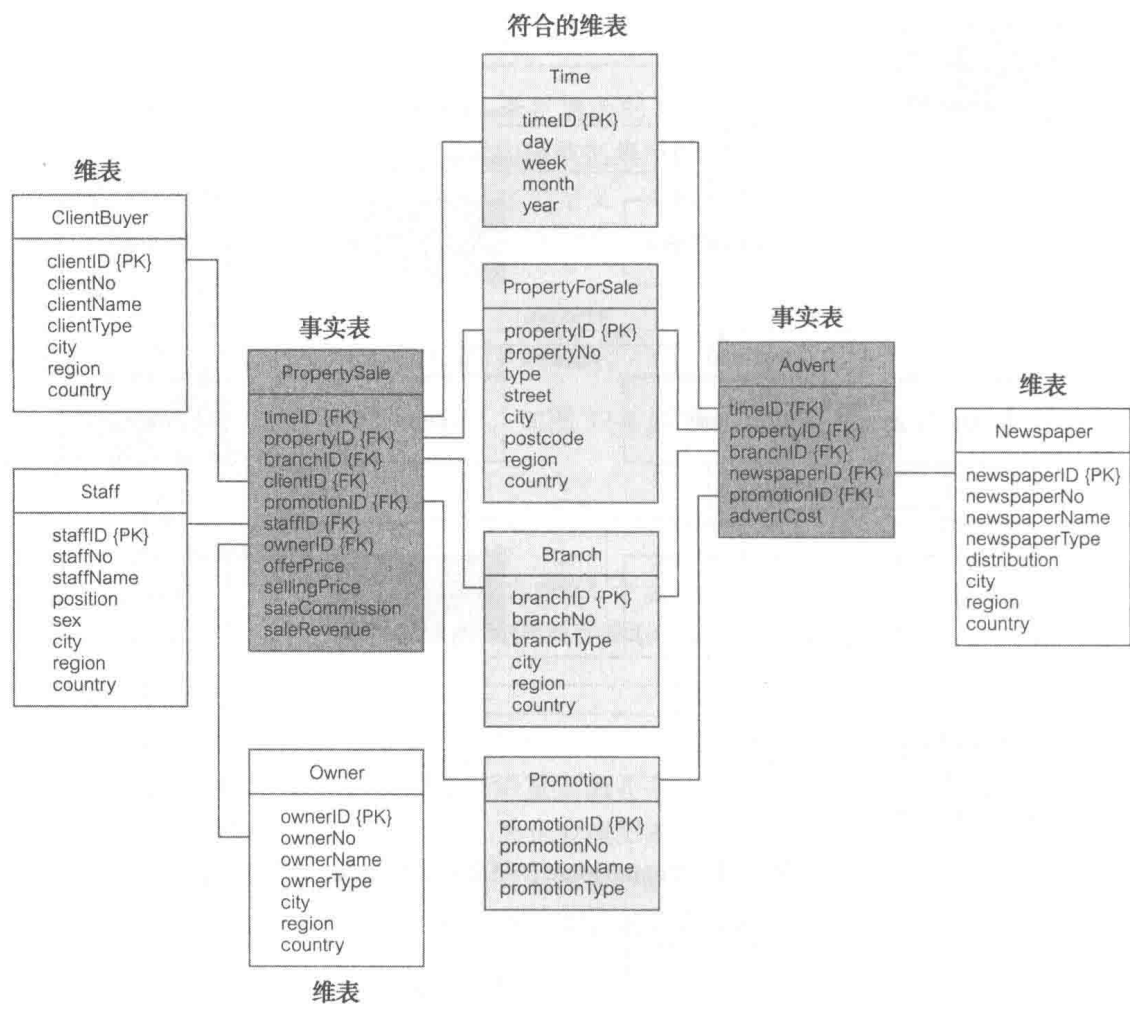 符合的维表
Time
timeID {PK}
day
week
month
year
维表
ClientBuyer
clientID {PK}
clientNo
clientName
clientType
city
region
country
PropertyForSale
propertyID {PK}
propertyNo
type
street
city
postcode
region
country
事实表
PropertySale
timeID {FK}
propertyID {FK}
branchID {FK}
clientID {FK}
promotionID {FK}
staffID {FK}
ownerID {FK}
offerPrice
sellingPrice
saleCommission
saleRevenue
事实表
Advert
timeID {FK}
propertyID {FK}
branchID {FK}
newspaperID {FK}
promotionID {FK}
advertCost
维表
Newspaper
newspaperID {PK}
newspaperNo
newspaperName
newspaperType
distribution
city
region
country
Staff
staffID {PK}
staffNo
staffName
position
sex
city
region
country
Branch
branchID {PK}
branchNo
branchType
city
region
country
Owner
ownerID {PK}
ownerNo
ownerName
ownerType
city
region
country
维表
Promotion
promotionID {PK}
promotionNo
promotionName
promotionType